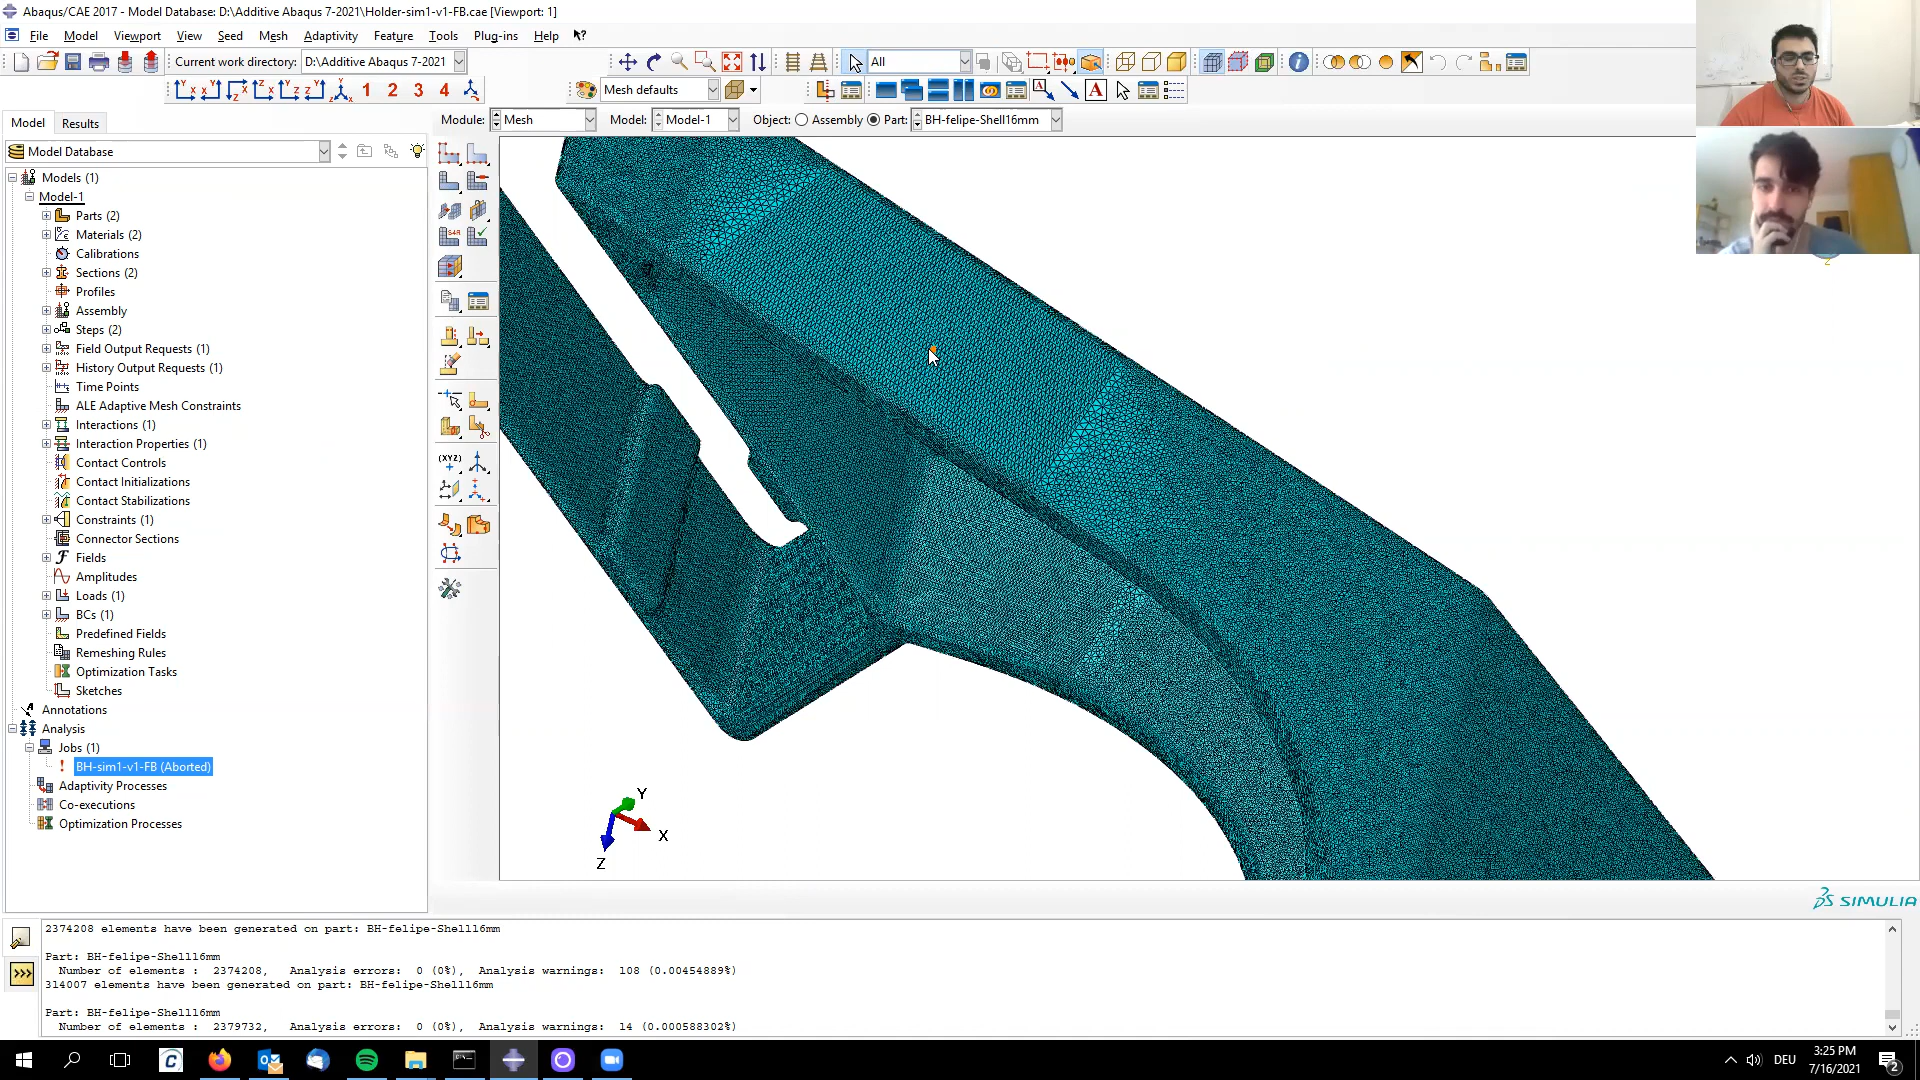 Abaqus/CAE 2017 - Model Database: D:\Additive Abaqus 7-2021\Holder-sim1-v1-FB.cae [Viewport: 1]
File Model Viewport View Seed Mesh Adaptivity Feature Tools Plug-ins Help
Current work directory: D:\Additive Abaqus 7-2021 All
1 2 3 4 Mesh defaults A A
Model Results Module: Mesh Model: Model-1 Object: Assembly Part: BH-felipe-Shell16mm
Model Database
Models (1)
Model-1
Parts (2)
Materials (2)
Calibrations
Sections (2)
Profiles
Assembly
Steps (2)
Field Output Requests (1)
History Output Requests (1)
Time Points
ALE Adaptive Mesh Constraints
Interactions (1)
Interaction Properties (1)
Contact Controls
Contact Initializations
Contact Stabilizations
Constraints (1)
Connector Sections
Fields
Amplitudes
Loads (1)
BCs (1)
Predefined Fields
Remeshing Rules
Optimization Tasks
Sketches
Annotations
Analysis
Jobs (1)
BH-sim1-v1-FB (Aborted)
Adaptivity Processes
Co-executions
Optimization Processes
S4R
(XYZ)
Y
X
Z
SIMULIA
2374208 elements have been generated on part: BH-felipe-Shell16mm
Part: BH-felipe-Shell16mm
Number of elements : 2374208, Analysis errors: 0 (0%), Analysis warnings: 108 (0.00454889%)
314007 elements have been generated on part: BH-felipe-Shell16mm
Part: BH-felipe-Shell16mm
Number of elements : 2379732, Analysis errors: 0 (0%), Analysis warnings: 14 (0.000588302%)
>>>
DEU
3:25 PM
7/16/2021
2